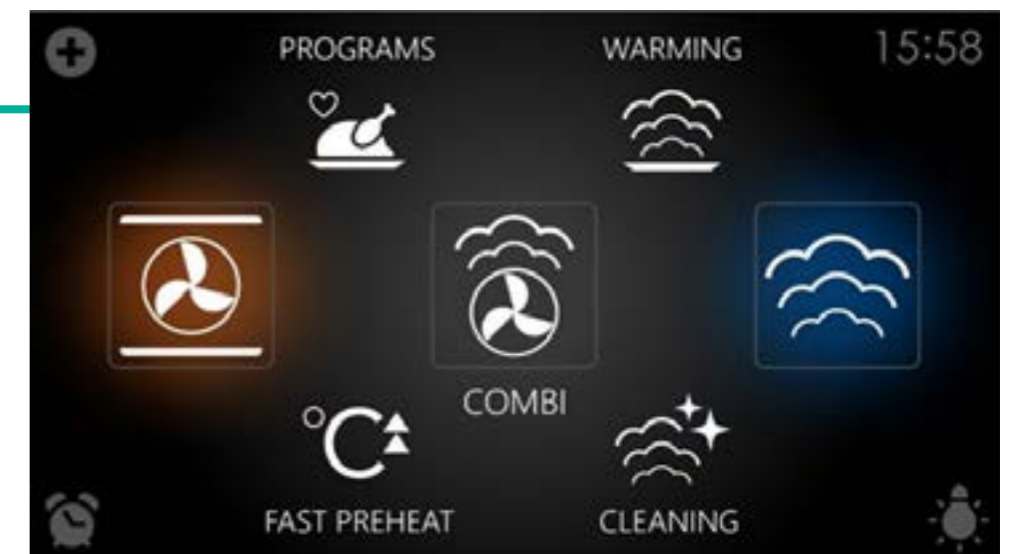 PROGRAMS
WARMING
15:58
COMBI
°C
FAST PREHEAT
CLEANING